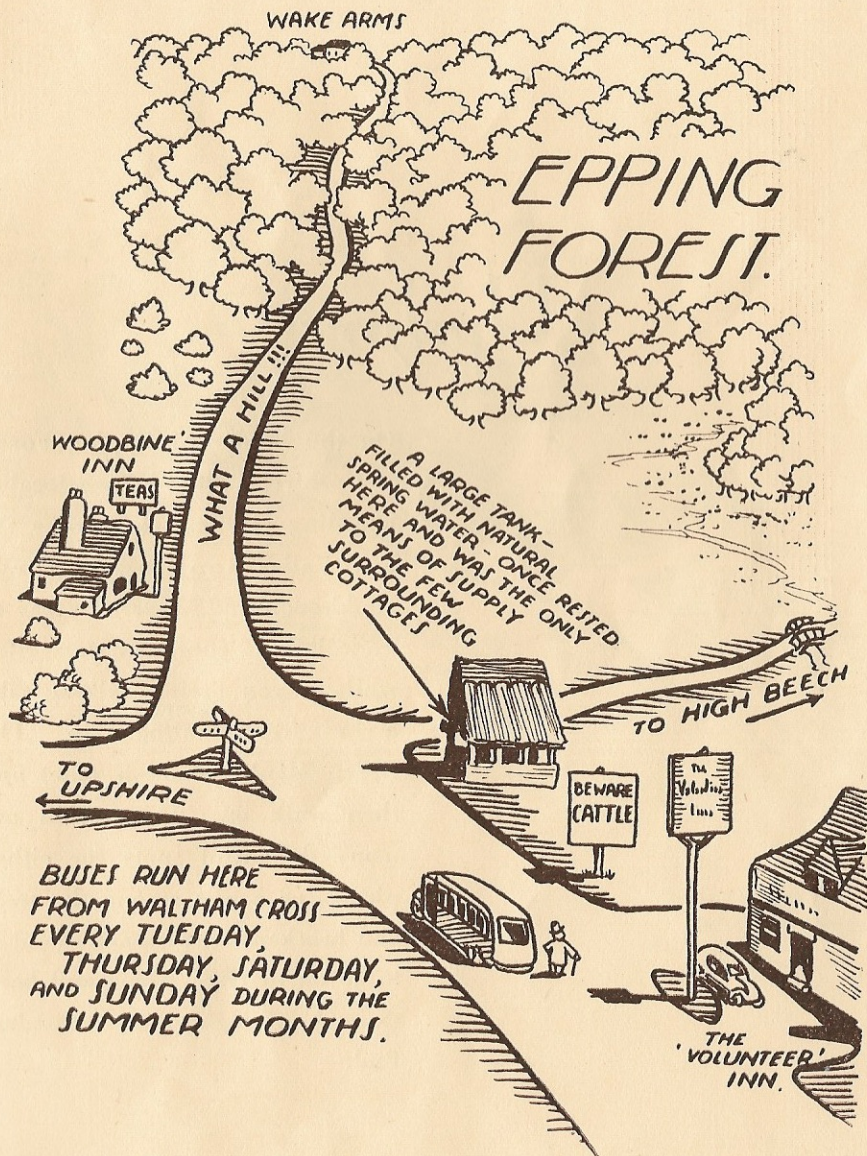 WAKE ARMS
EPPING
FOREST.
WHAT A HILL!!!
WOODBINE'
INN
TEAS
A LARGE TANK—
FILLED WITH NATURAL
SPRING WATER - ONCE RESTED
HERE AND WAS THE ONLY
MEANS OF SUPPLY
TO THE FEW
SURROUNDING
COTTAGES
TO HIGH BEECH
TO
UPSHIRE
BEWARE
CATTLE
The
Inn
BUSES RUN HERE
FROM WALTHAM CROSS
EVERY TUESDAY,
THURSDAY, SATURDAY,
AND SUNDAY DURING THE
SUMMER MONTHS.
THE
'VOLUNTEER'
INN.